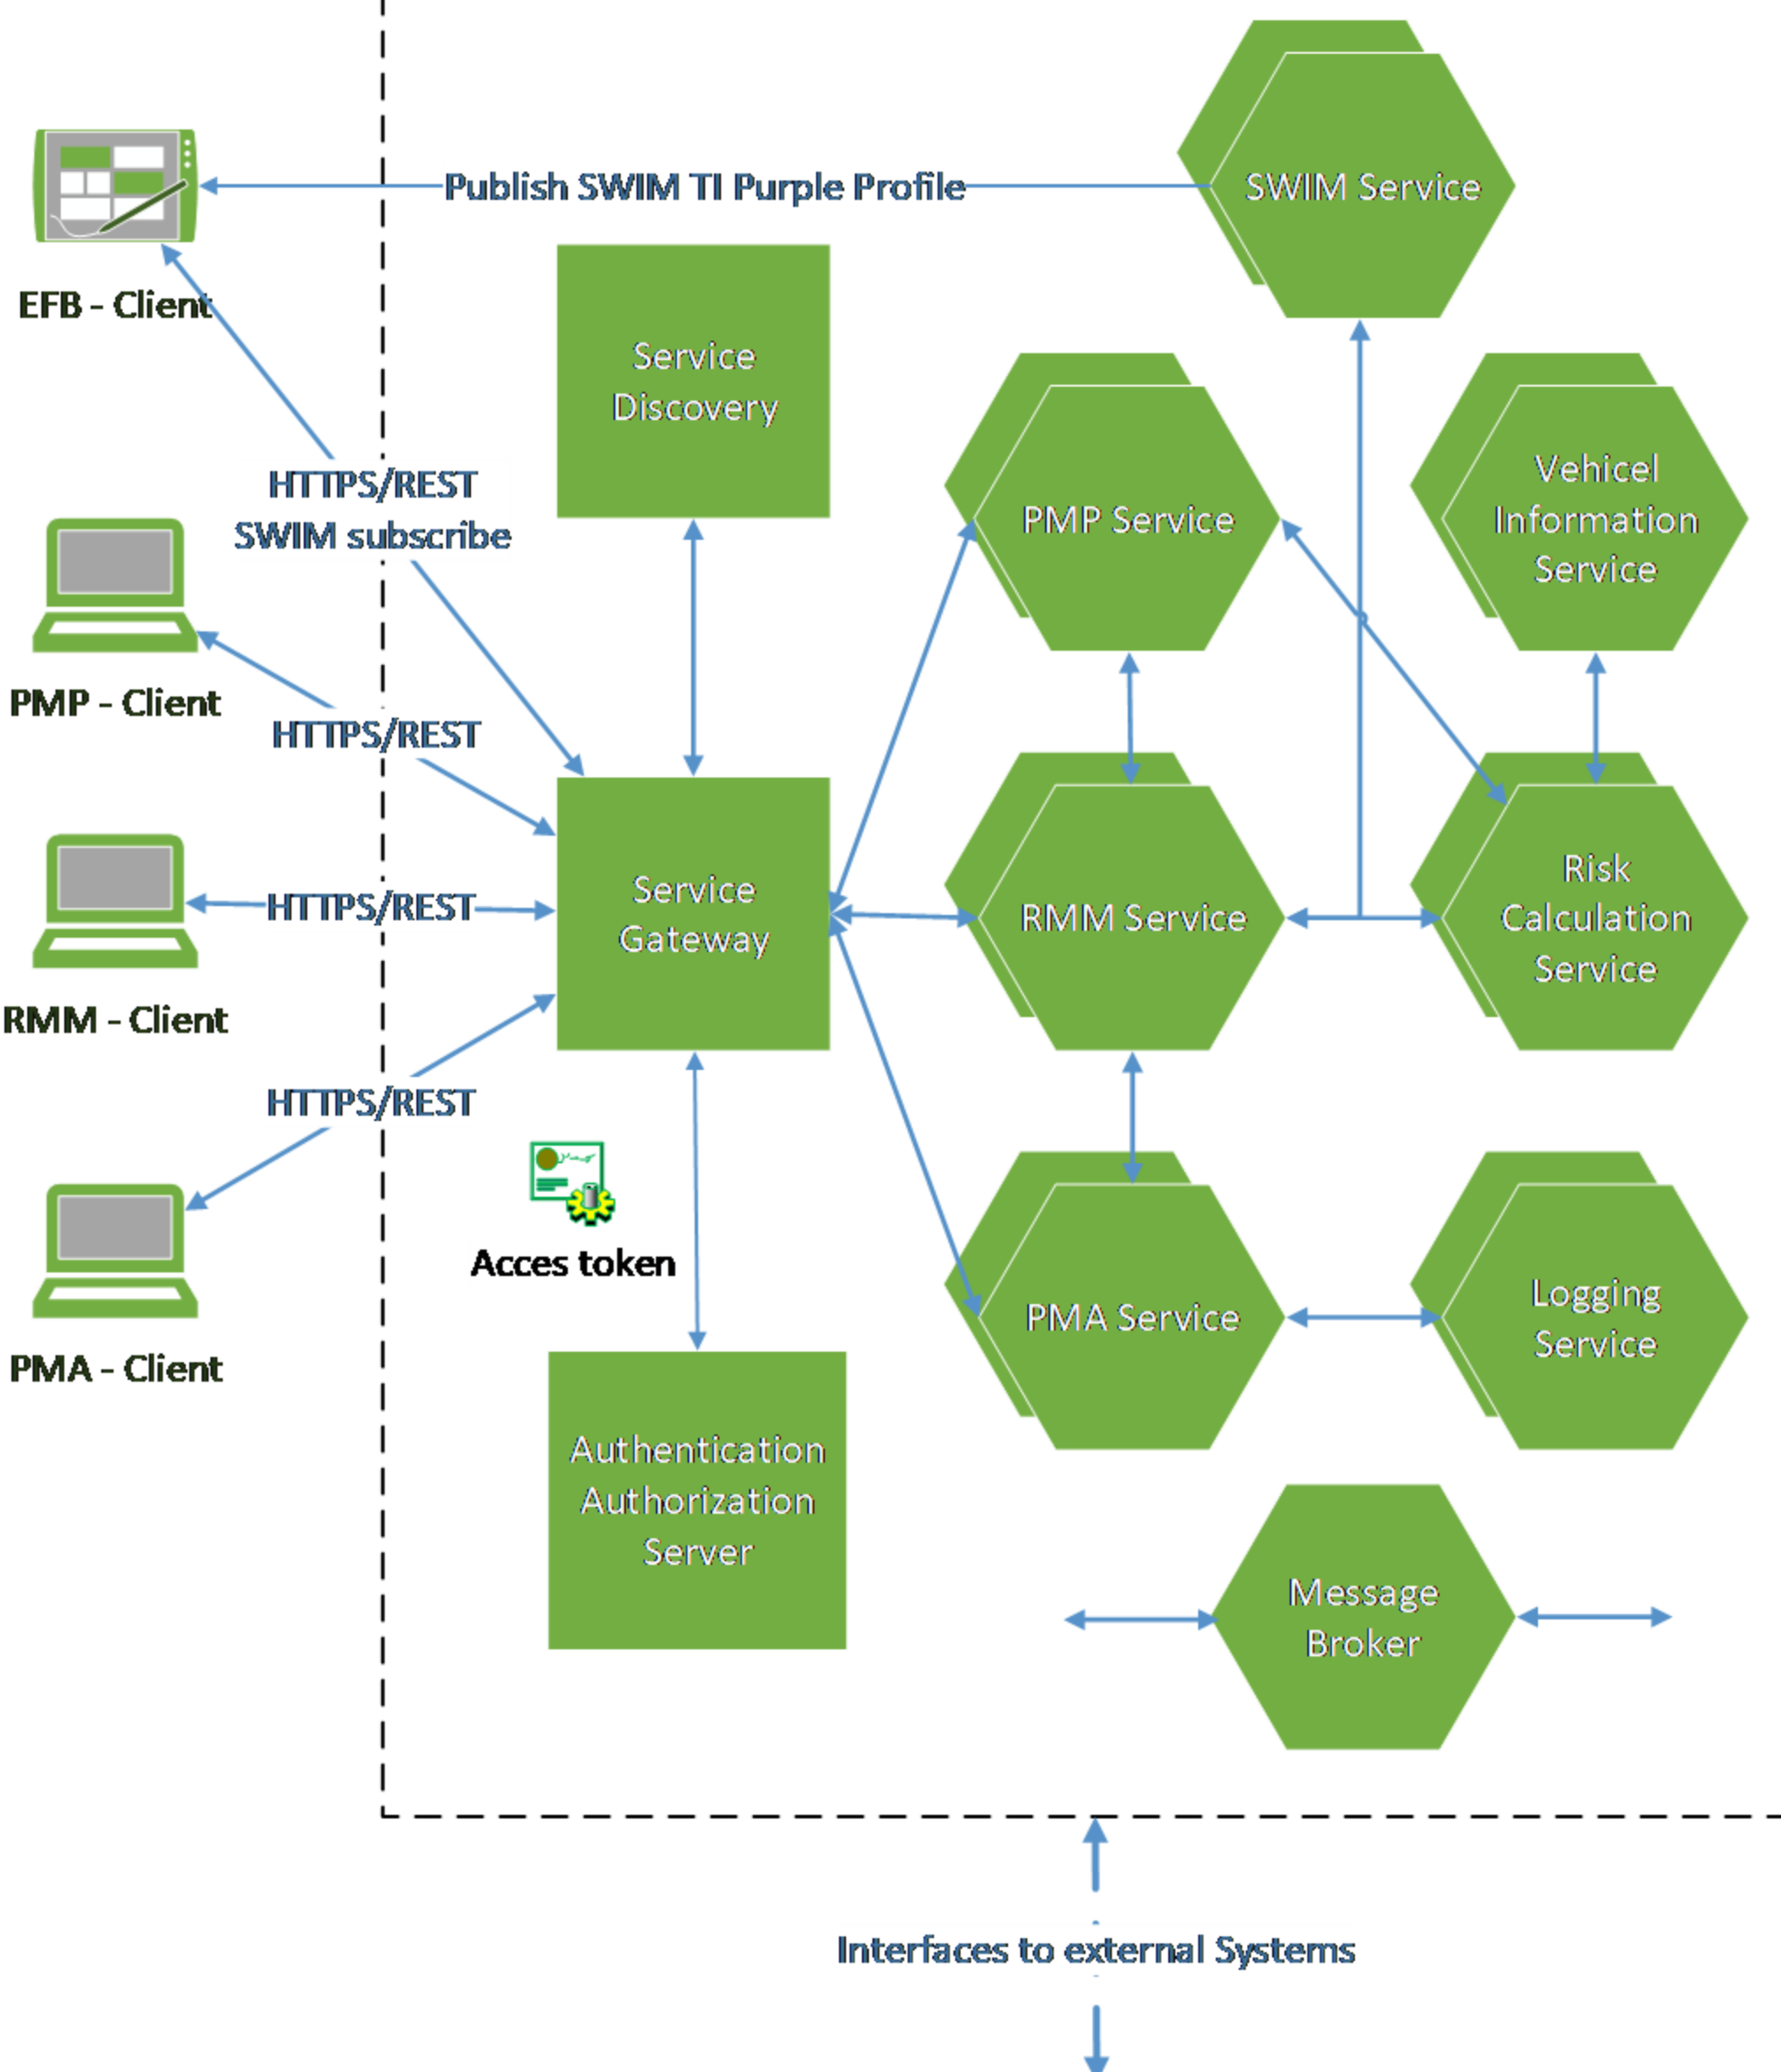 SWIM Service
Publish SWIM TI Purple Profile
EFB - Client
Service
Discovery
HTTPS/REST
SWIM subscribe
PMP Service
Vehicel
Information
Service
PMP - Client
HTTPS/REST
Service
Gateway
RMM Service
Risk
Calculation
Service
HTTPS/REST
RMM - Client
HTTPS/REST
Acces token
PMA Service
Logging
Service
PMA - Client
Authentication
Authorization
Server
Message
Broker
Interfaces to external Systems